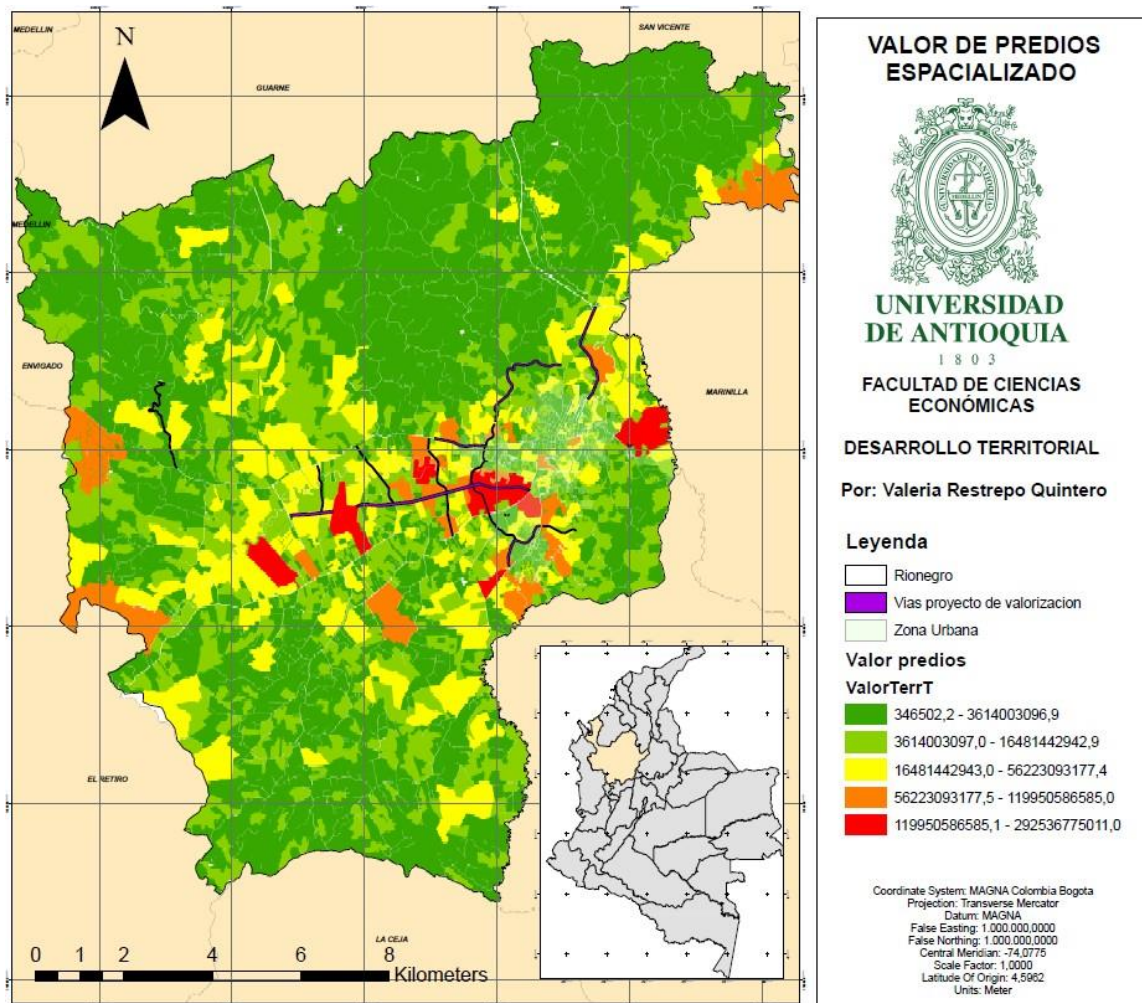 MEDELLIN
SAN VICENTE
N
GUARNE
MEDELLIN
ENVIGADO
MARINILLA
EL RETIRO
LA CEJA
0 1 2 4 6 8
Kilometers
VALOR DE PREDIOS
ESPACIALIZADO
UNIVERSIDAD
DE ANTIOQUIA
1 8 0 3
FACULTAD DE CIENCIAS
ECONÓMICAS
DESARROLLO TERRITORIAL
Por: Valeria Restrepo Quintero
Leyenda
Rionegro
Vias proyecto de valorizacion
Zona Urbana
Valor predios
ValorTerrT
346502,2 - 3614003096,9
3614003097,0 - 16481442942,9
16481442943,0 - 56223093177,4
56223093177,5 - 119950586585,0
119950586585,1 - 292536775011,0
Coordinate System: MAGNA Colombia Bogota
Projection: Transverse Mercator
Datum: MAGNA
False Easting: 1.000.000,0000
False Northing: 1.000.000,0000
Central Meridian: -74,0775
Scale Factor: 1,0000
Latitude Of Origin: 4,5962
Units: Meter